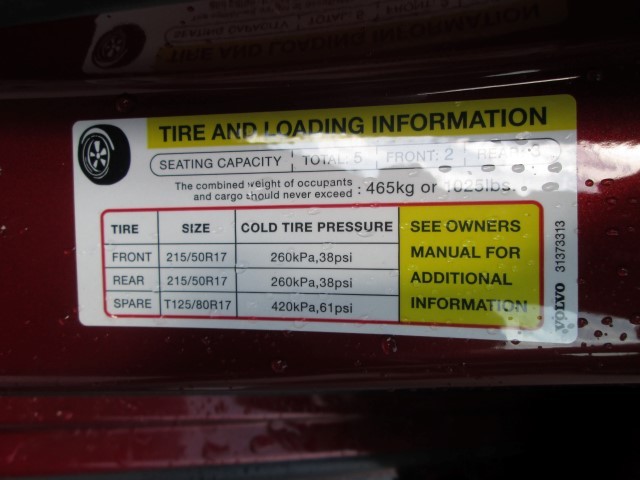 TIRE AND LOADING INFORMATION
SEATING CAPACITY TOTAL: 5 FRONT: 2 REAR: 3
The combined weight of occupants
and cargo should never exceed : 465kg or 1025lbs.
TIRE SIZE COLD TIRE PRESSURE
FRONT 215/50R17 260kPa,38psi
REAR 215/50R17 260kPa,38psi
SPARE T125/80R17 420kPa,61psi
SEE OWNERS
MANUAL FOR
ADDITIONAL
INFORMATION
VOLVO 31373313